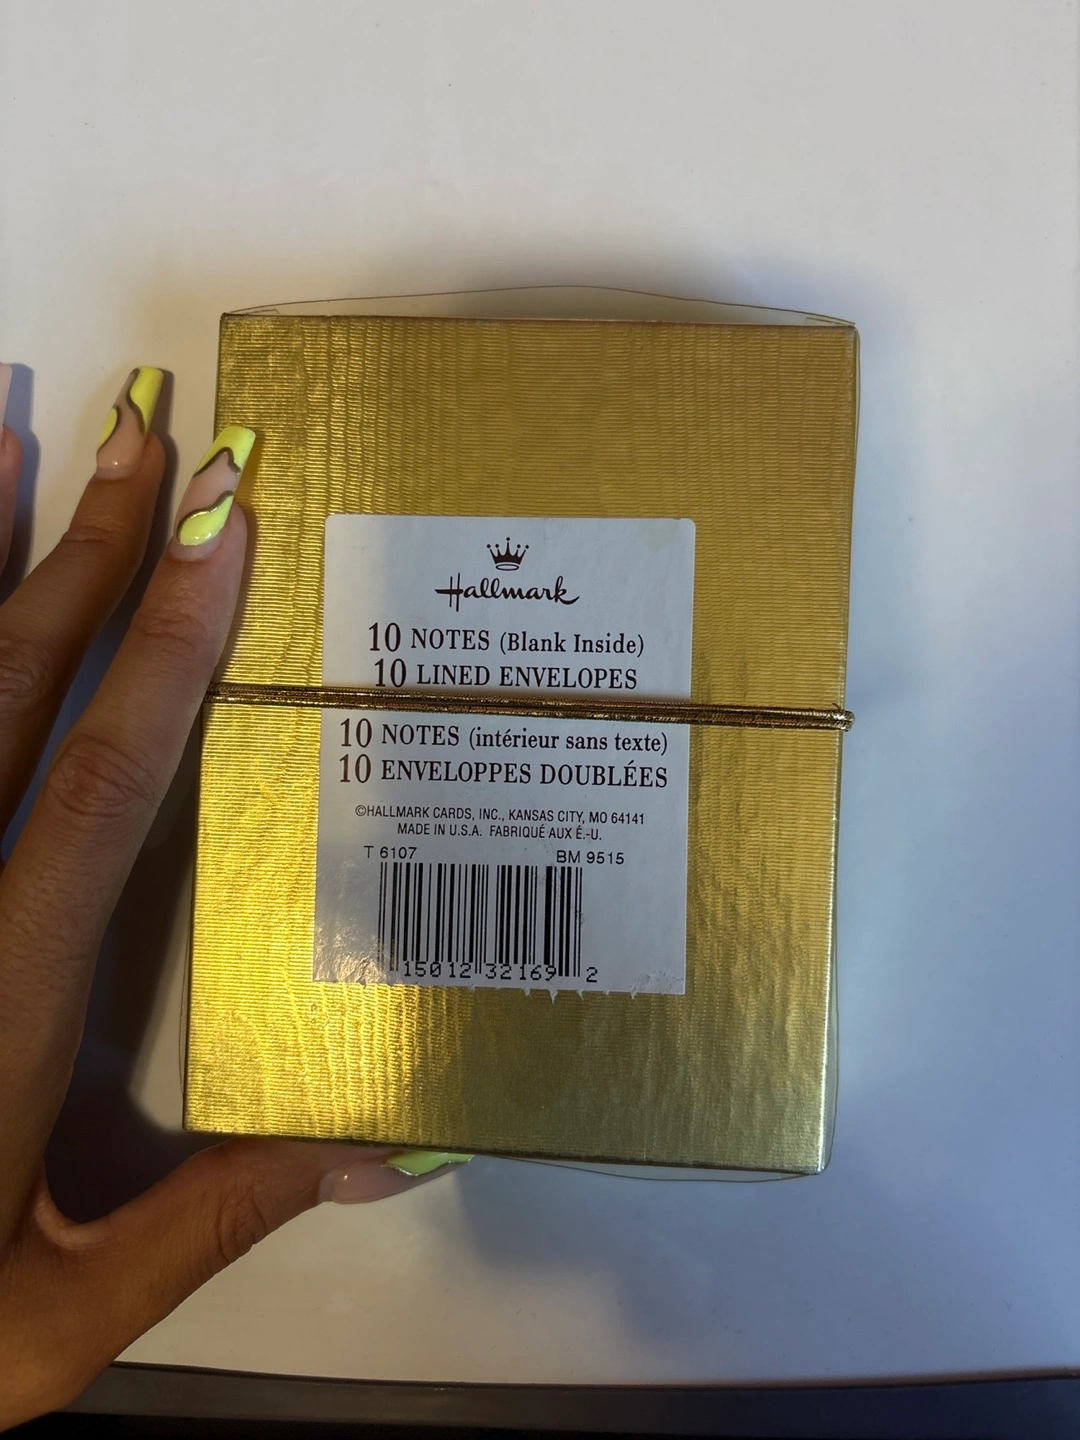 Hallmark
10 NOTES (Blank Inside)
10 LINED ENVELOPES
10 NOTES (intérieur sans texte)
10 ENVELOPPES DOUBLÉES
©HALLMARK CARDS, INC., KANSAS CITY, MO 64141
MADE IN U.S.A. FABRIQUÉ AUX É.-U.
T 6107 BM 9515
15012 32169 2